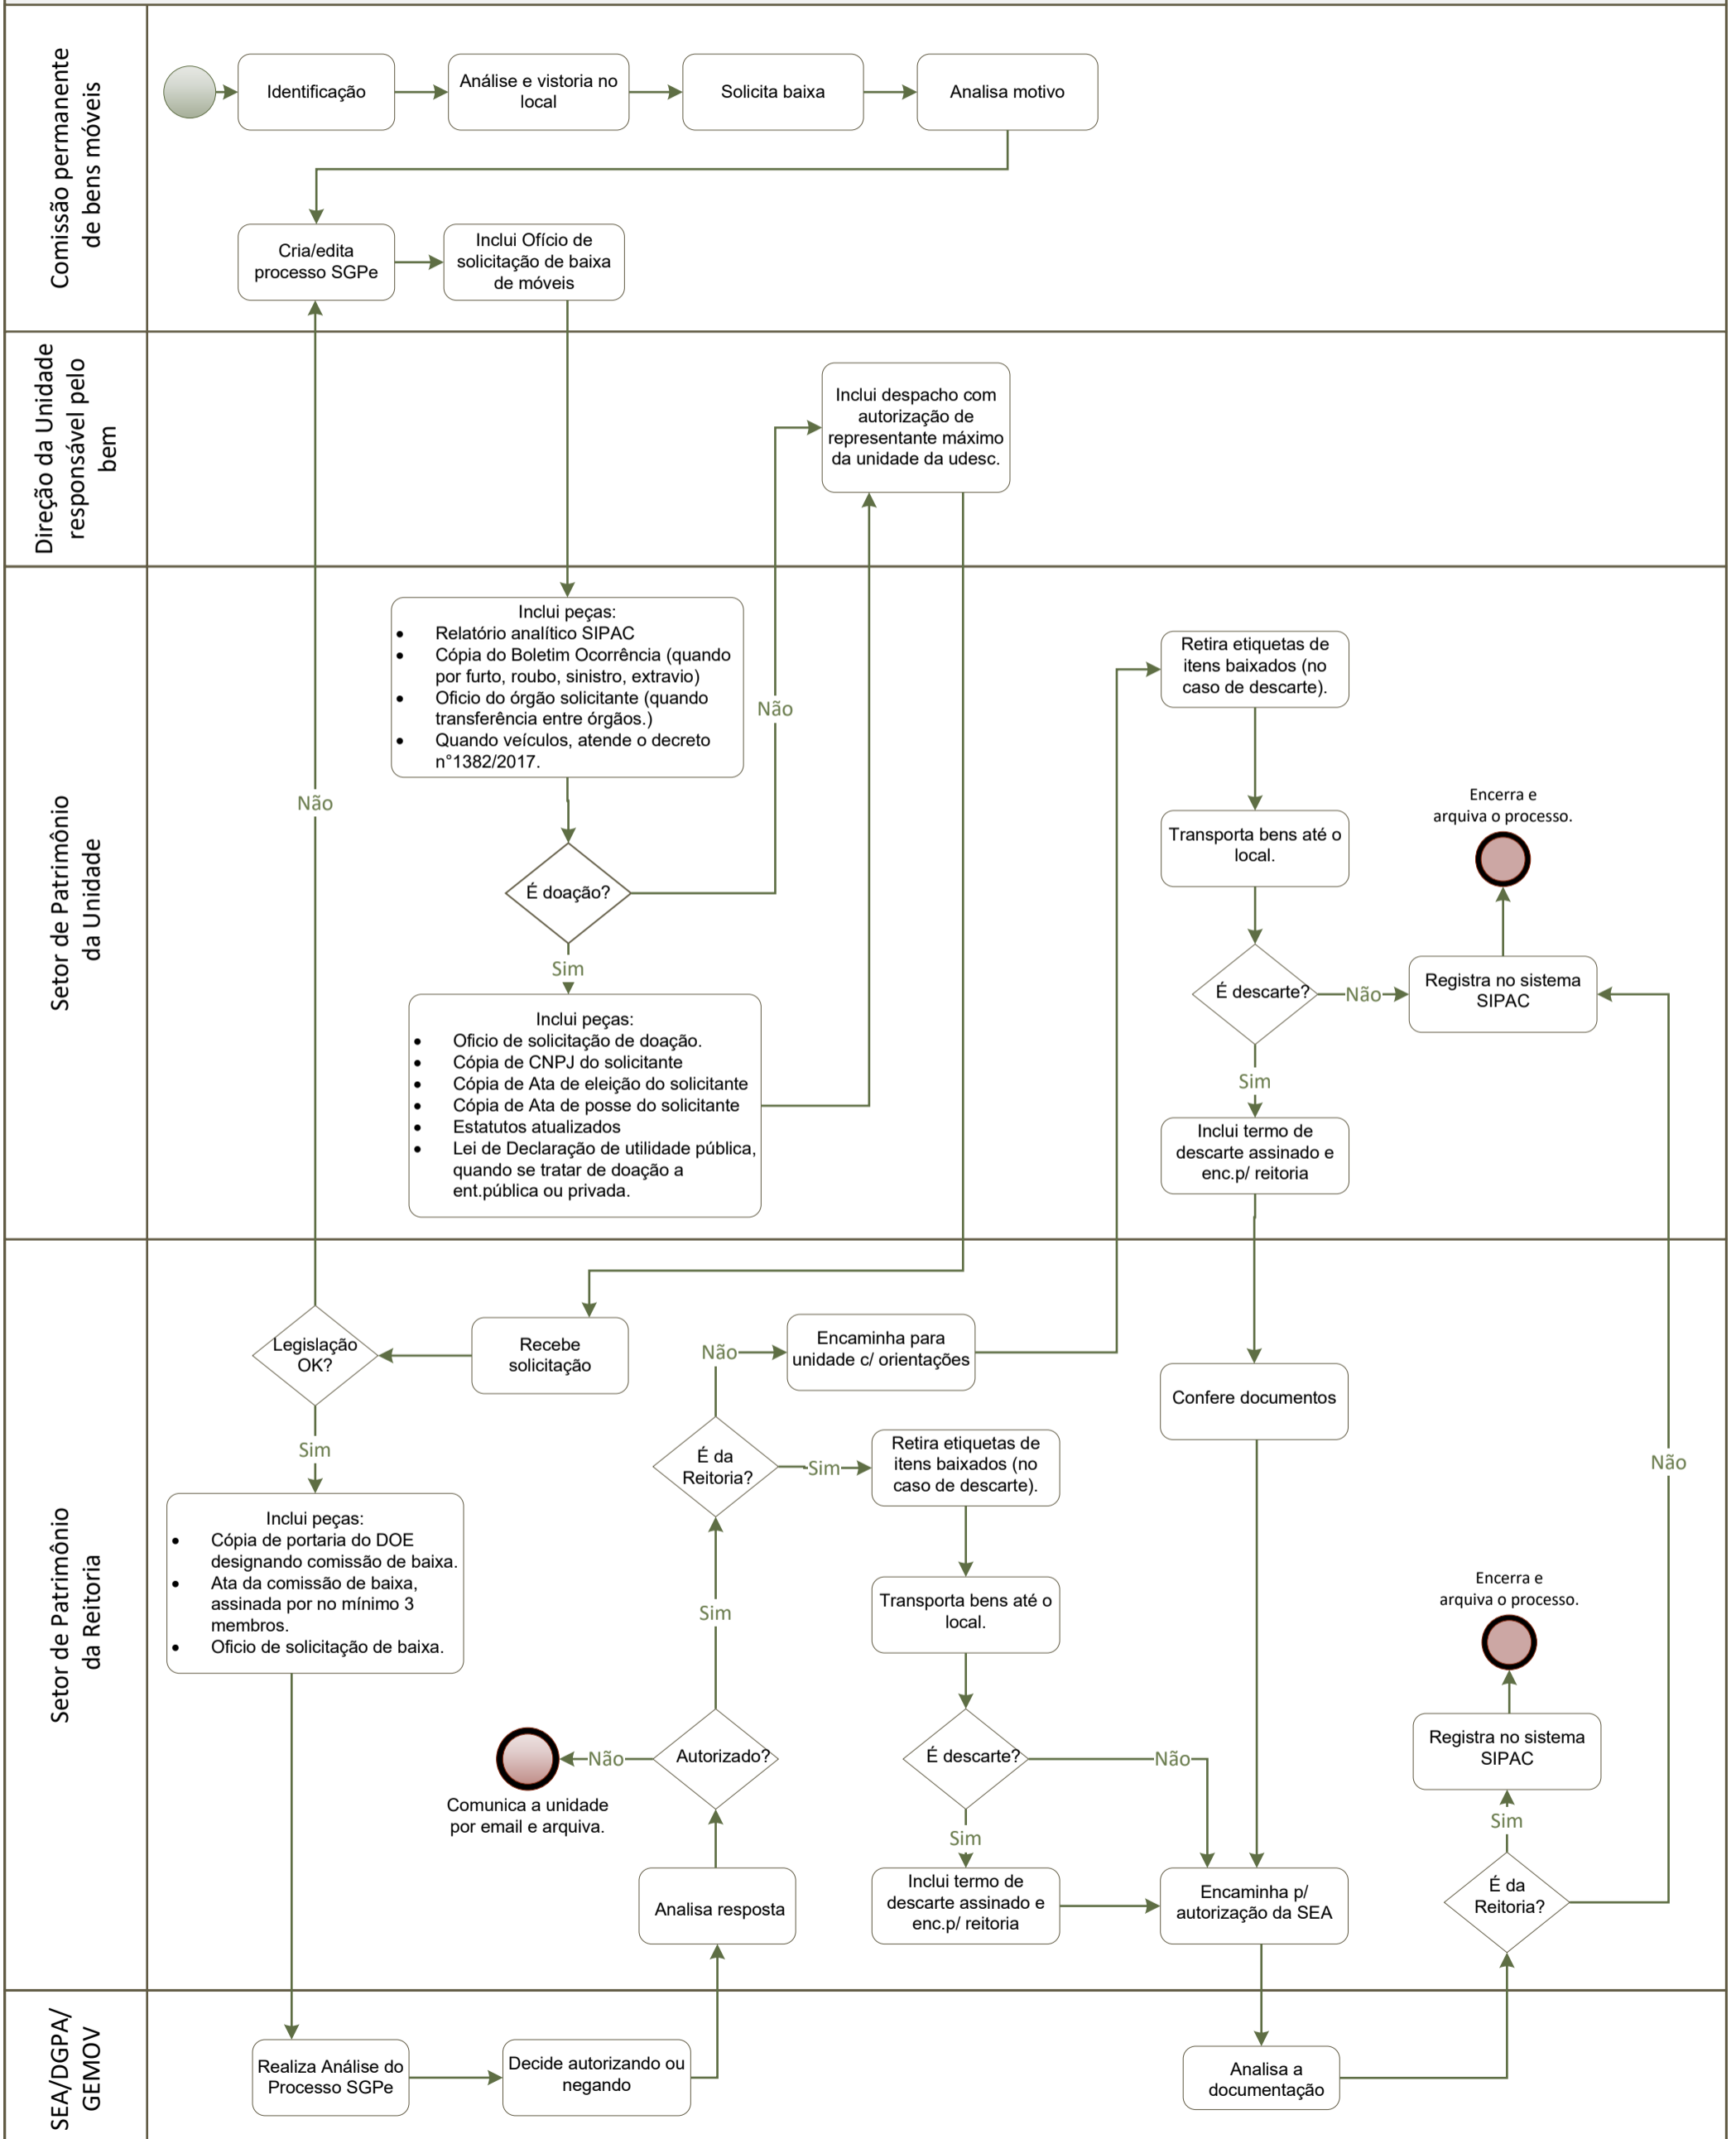 Comissão permanente
de bens móveis
Identificação
Análise e vistoria no
local
Solicita baixa
Analisa motivo
Cria/edita
processo SGPe
Inclui Ofício de
solicitação de baixa
de móveis
Direção da Unidade
responsável pelo
bem
Inclui despacho com
autorização de
representante máximo
da unidade da udesc.
Setor de Patrimônio
da Unidade
Não
Inclui peças:
• Relatório analítico SIPAC
• Cópia do Boletim Ocorrência (quando
por furto, roubo, sinistro, extravio)
• Oficio do órgão solicitante (quando
transferência entre órgãos.)
• Quando veículos, atende o decreto
n°1382/2017.
Não
É doação?
Sim
Inclui peças:
• Oficio de solicitação de doação.
• Cópia de CNPJ do solicitante
• Cópia de Ata de eleição do solicitante
• Cópia de Ata de posse do solicitante
• Estatutos atualizados
• Lei de Declaração de utilidade pública,
quando se tratar de doação a
ent.pública ou privada.
Retira etiquetas de
itens baixados (no
caso de descarte).
Transporta bens até o
local.
É descarte?
Não
Registra no sistema
SIPAC
Encerra e
arquiva o processo.
Sim
Inclui termo de
descarte assinado e
enc.p/ reitoria
Setor de Patrimônio
da Reitoria
Legislação
OK?
Recebe
solicitação
Sim
Inclui peças:
• Cópia de portaria do DOE
designando comissão de baixa.
• Ata da comissão de baixa,
assinada por no mínimo 3
membros.
• Oficio de solicitação de baixa.
Não
Encaminha para
unidade c/ orientações
É da
Reitoria?
Sim
Retira etiquetas de
itens baixados (no
caso de descarte).
Sim
Transporta bens até o
local.
Autorizado?
Não
Comunica a unidade
por email e arquiva.
Analisa resposta
É descarte?
Não
Sim
Inclui termo de
descarte assinado e
enc.p/ reitoria
Confere documentos
Encaminha p/
autorização da SEA
Não
Encerra e
arquiva o processo.
Registra no sistema
SIPAC
Sim
É da
Reitoria?
SEA/DGPA/
GEMOV
Realiza Análise do
Processo SGPe
Decide autorizando ou
negando
Analisa a
documentação